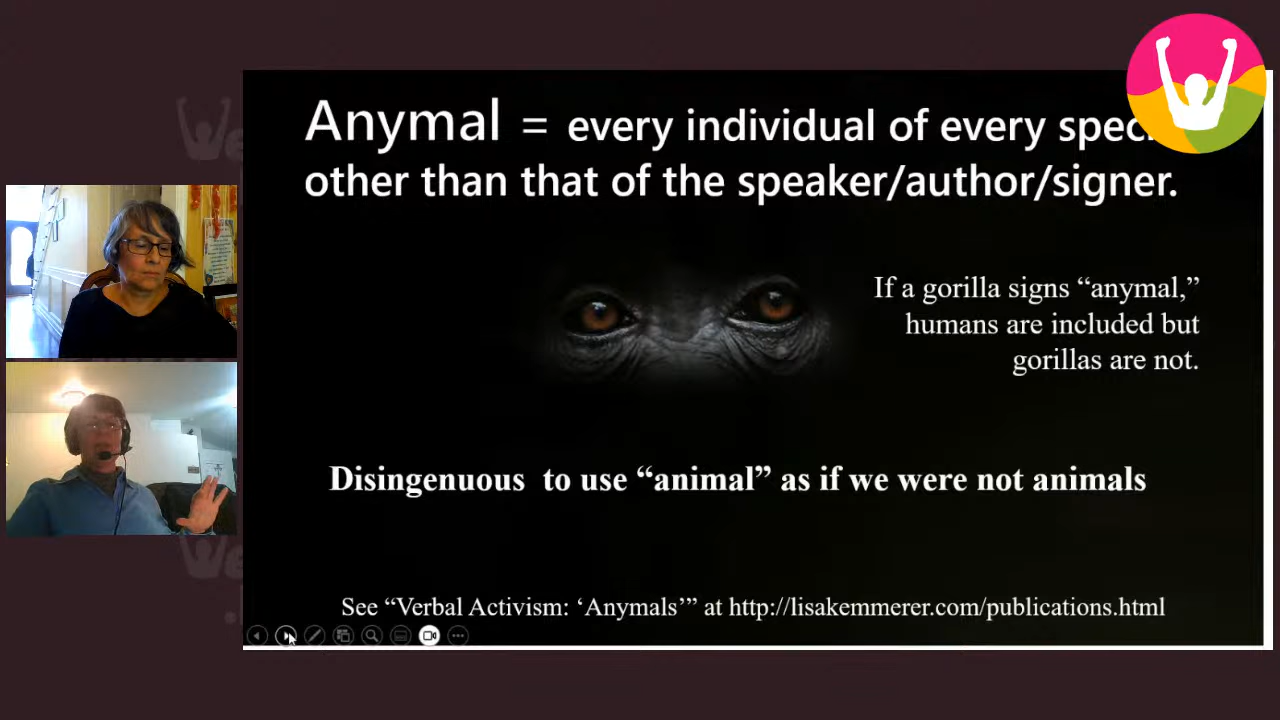 Anymal = every individual of every speci
other than that of the speaker/author/signer.
If a gorilla signs “anymal,”
humans are included but
gorillas are not.
Disingenuous to use “animal” as if we were not animals
See “Verbal Activism: ‘Anymals’” at http://lisakemmerer.com/publications.html